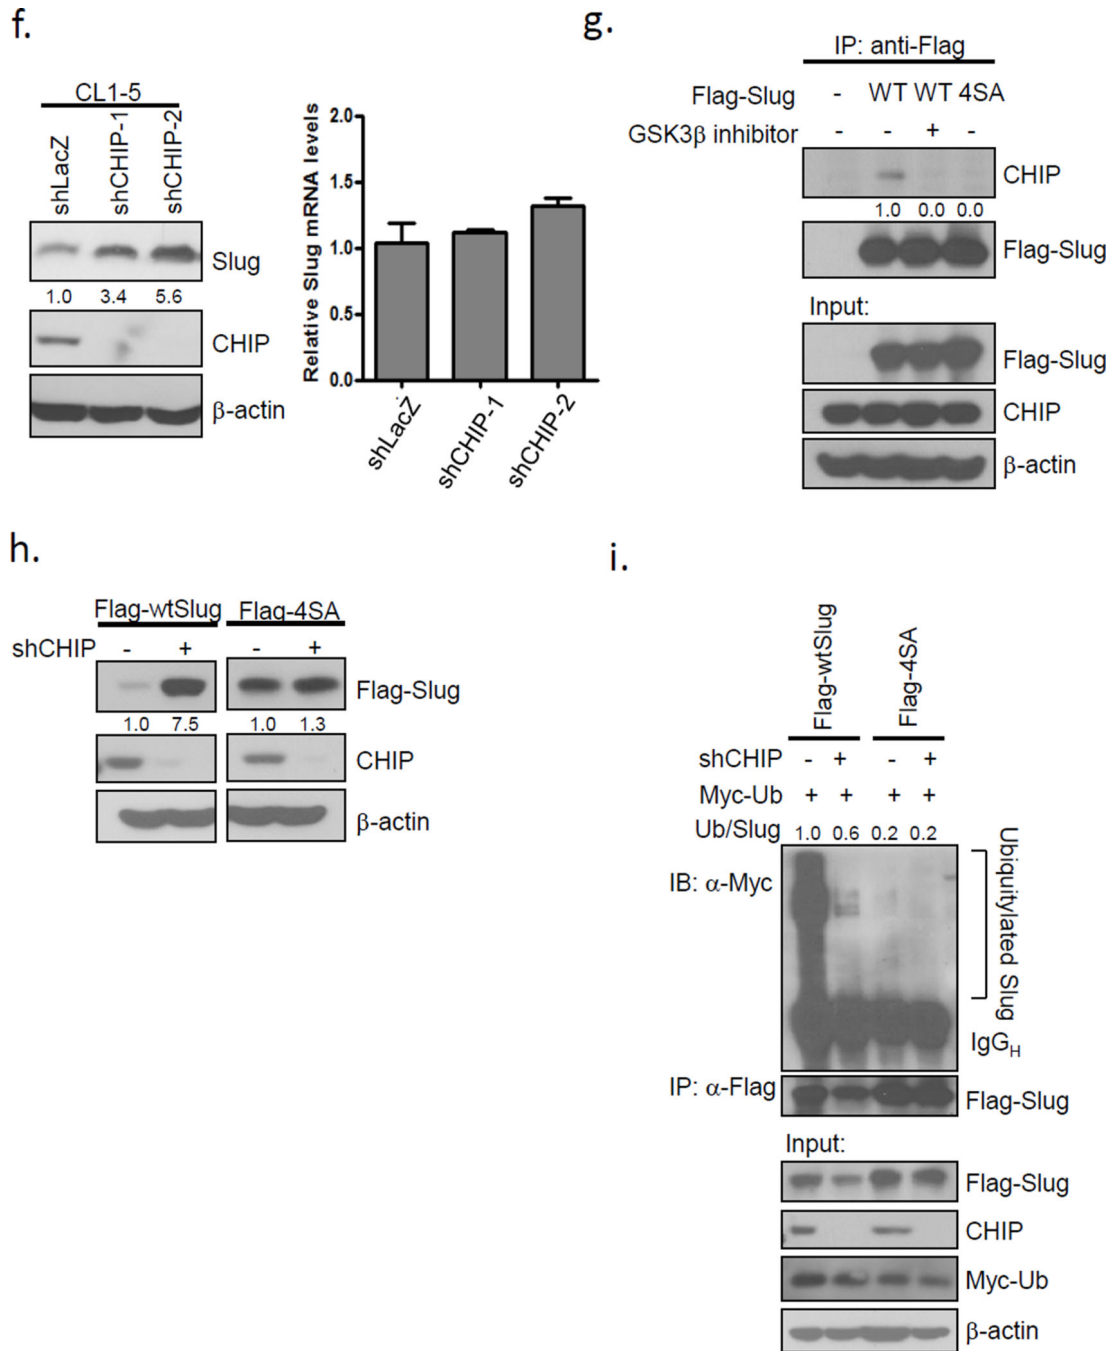 f.
CL1-5
shLacZ
shCHIP-1
shCHIP-2
Slug
1.0 3.4 5.6
CHIP
β-actin
Relative Slug mRNA levels
2.0
1.5
1.0
0.5
0.0
shLacZ
shCHIP-1
shCHIP-2
g.
IP: anti-Flag
Flag-Slug - WT WT 4SA
GSK3β inhibitor - - + -
CHIP
1.0 0.0 0.0
Flag-Slug
Input:
Flag-Slug
CHIP
β-actin
h.
Flag-wtSlug Flag-4SA
shCHIP - + - +
Flag-Slug
1.0 7.5 1.0 1.3
CHIP
β-actin
i.
Flag-wtSlug
Flag-4SA
shCHIP - + - +
Myc-Ub + + + +
Ub/Slug 1.0 0.6 0.2 0.2
IB: α-Myc
Ubiquitylated Slug
IgGH
IP: α-Flag
Flag-Slug
Input:
Flag-Slug
CHIP
Myc-Ub
β-actin